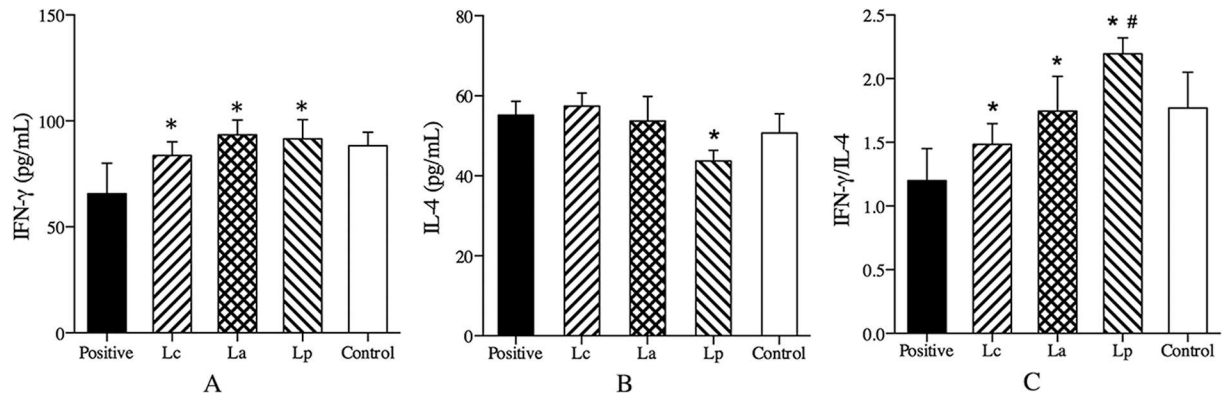 150
100
50
0
IFN-γ (pg/mL)
* * *
Positive Lc La Lp Control
A
80
60
40
20
0
IL-4 (pg/mL)
*
Positive Lc La Lp Control
B
2.5
2.0
1.5
1.0
0.5
0.0
IFN-γ/IL-4
* * * #
Positive Lc La Lp Control
C